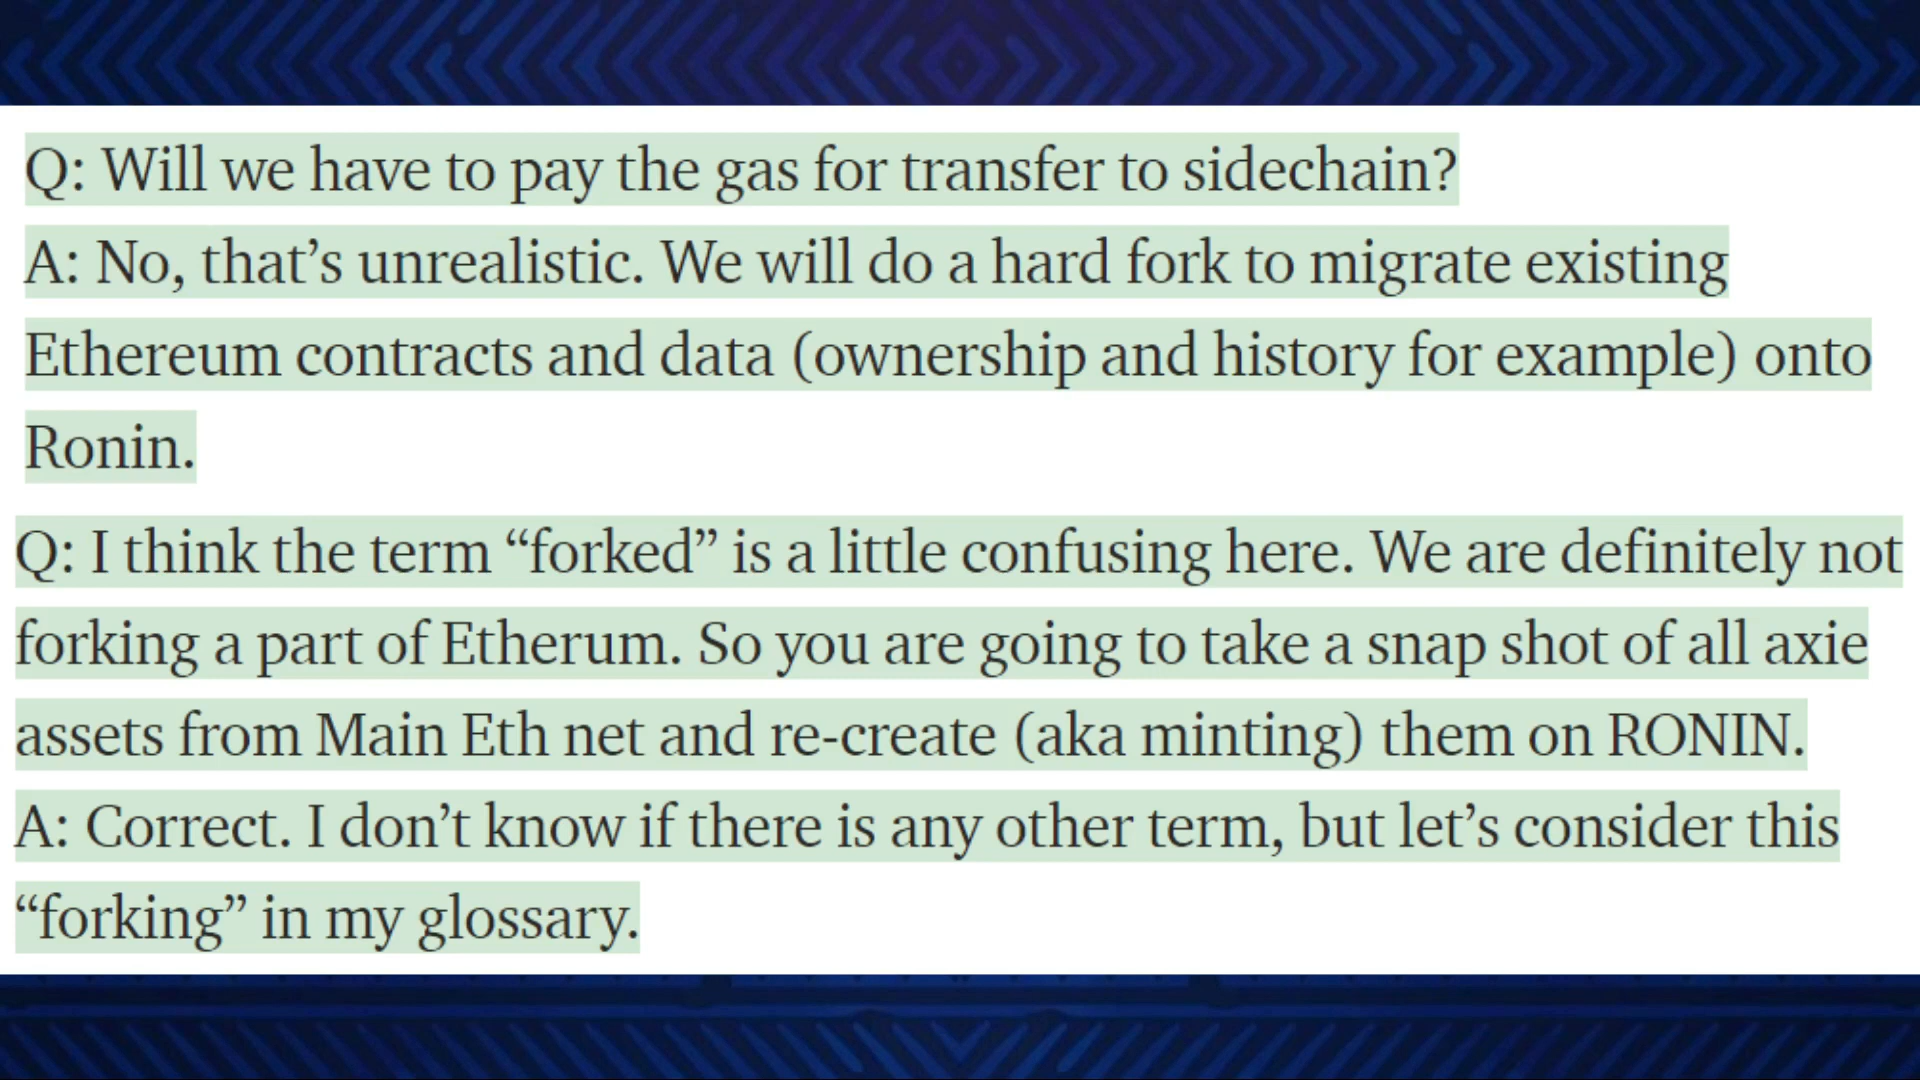 Q: Will we have to pay the gas for transfer to sidechain?
A: No, that’s unrealistic. We will do a hard fork to migrate existing
Ethereum contracts and data (ownership and history for example) onto
Ronin.
Q: I think the term “forked” is a little confusing here. We are definitely not
forking a part of Etherum. So you are going to take a snap shot of all axie
assets from Main Eth net and re-create (aka minting) them on RONIN.
A: Correct. I don’t know if there is any other term, but let’s consider this
“forking” in my glossary.